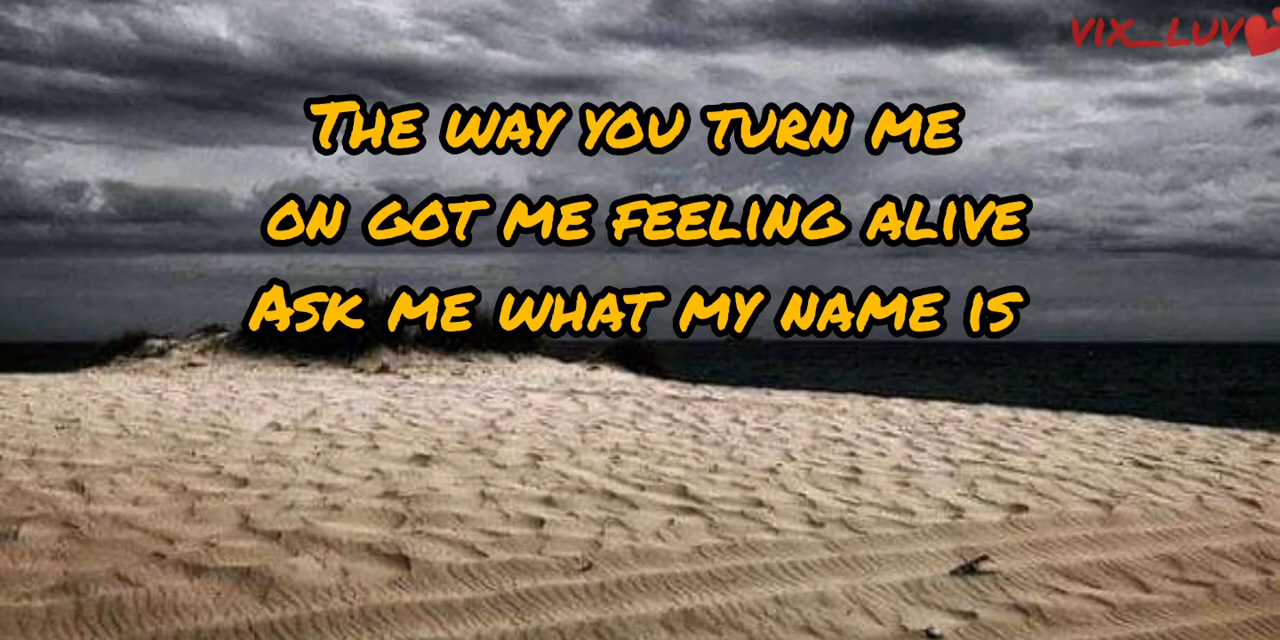 VIX_LUV
THE WAY YOU TURN ME
ON GOT ME FEELING ALIVE
ASK ME WHAT MY NAME IS